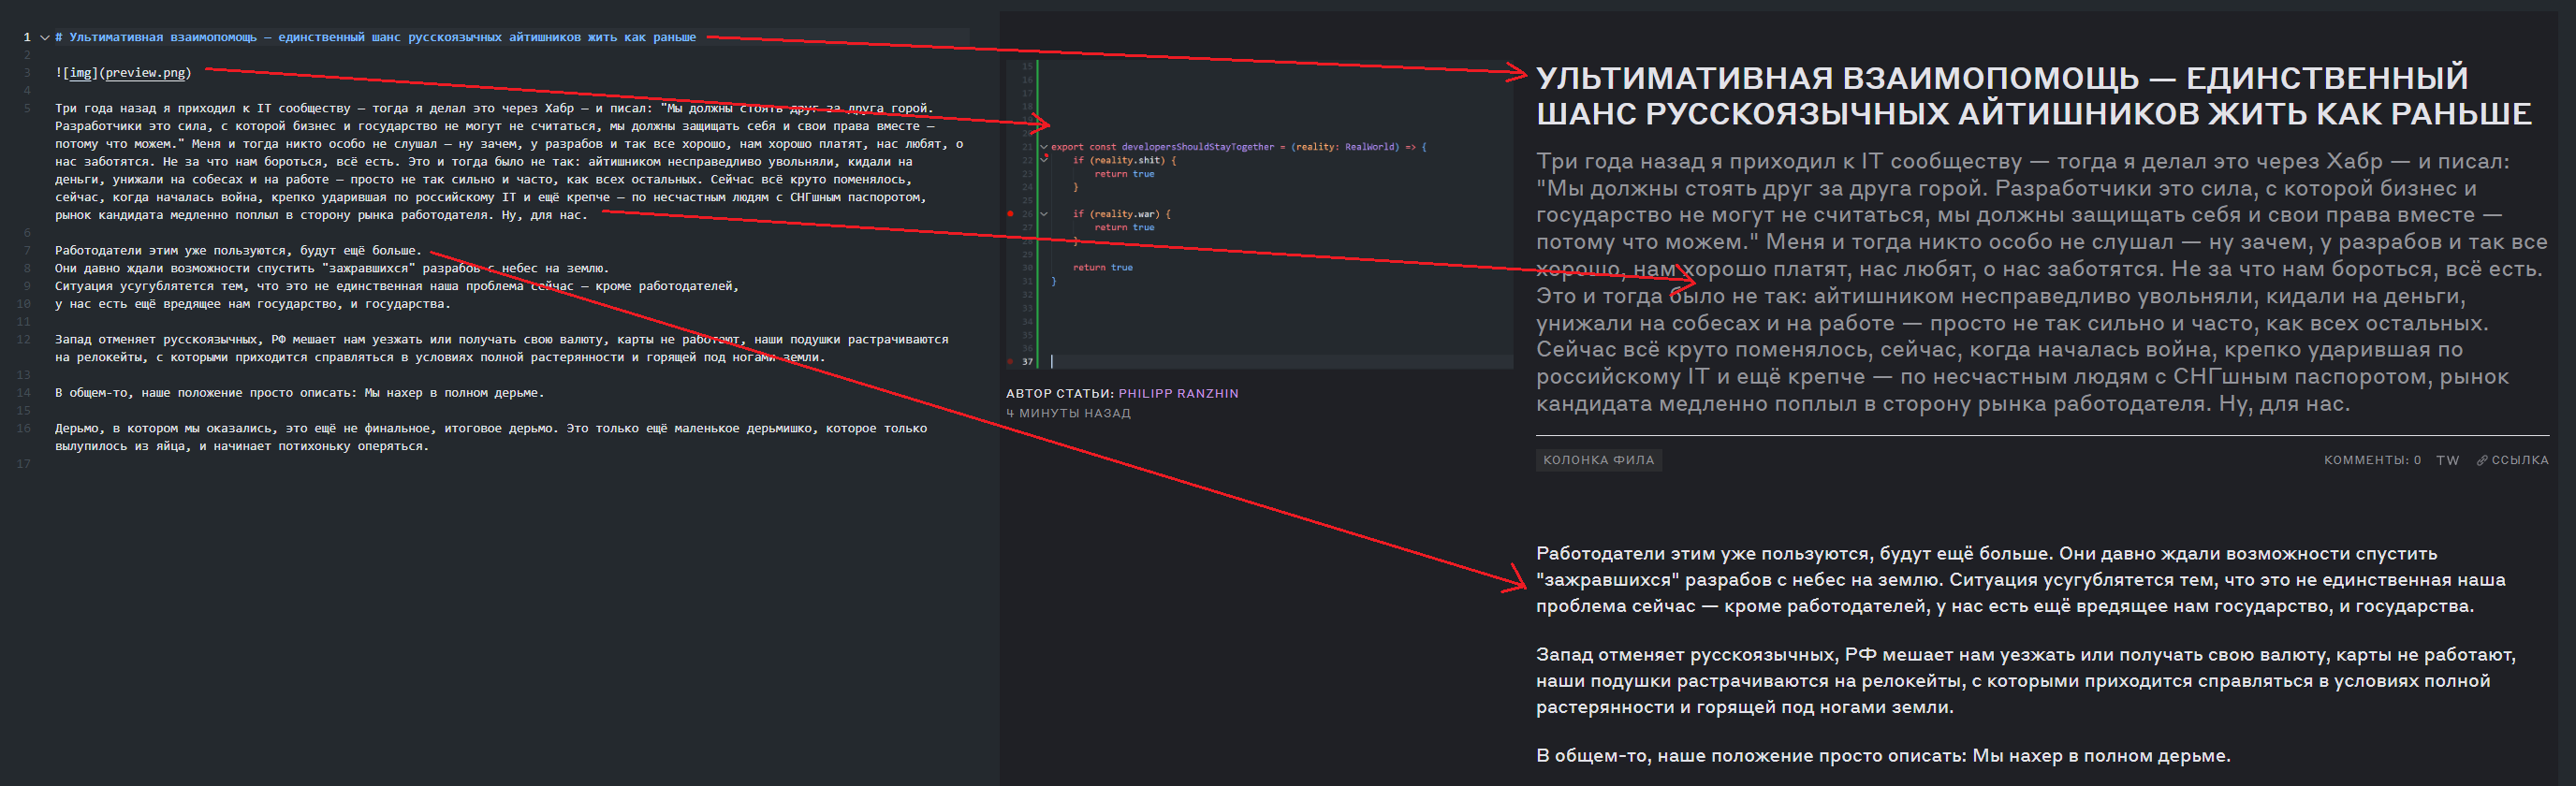 1 # Ультимативная взаимопомощь — единственный шанс русскоязычных айтишников жить как раньше
2
3 ![img](preview.png)
4
5 Три года назад я приходил к IT сообществу — тогда я делал это через Хабр — и писал: "Мы должны стоять друг за друга горой.
Разработчики это сила, с которой бизнес и государство не могут не считаться, мы должны защищать себя и свои права вместе —
потому что можем." Меня и тогда никто особо не слушал — ну зачем, у разрабов и так все хорошо, нам хорошо платят, нас любят, о
нас заботятся. Не за что нам бороться, всё есть. Это и тогда было не так: айтишником несправедливо увольняли, кидали на
деньги, унижали на собесах и на работе — просто не так сильно и часто, как всех остальных. Сейчас всё круто поменялось,
сейчас, когда началась война, крепко ударившая по российскому IT и ещё крепче — по несчастным людям с СНГшным паспортом,
рынок кандидата медленно поплыл в сторону рынка работодателя. Ну, для нас.
6
7 Работодатели этим уже пользуются, будут ещё больше.
8 Они давно ждали возможности спустить "зажравшихся" разрабов с небес на землю.
9 Ситуация усугублятется тем, что это не единственная наша проблема сейчас — кроме работодателей,
10 у нас есть ещё вредящее нам государство, и государства.
11
12 Запад отменяет русскоязычных, РФ мешает нам уезжать или получать свою валюту, карты не работают, наши подушки растрачиваются
на релокейты, с которыми приходится справляться в условиях полной растерянности и горящей под ногами земли.
13
14 В общем-то, наше положение просто описать: Мы нахер в полном дерьме.
15
16 Дерьмо, в котором мы оказались, это ещё не финальное, итоговое дерьмо. Это только ещё маленькое дерьмишко, которое только
вылупилось из яйца, и начинает потихоньку оперяться.
17
15
16
17
18
19
20
21 export const developersShouldStayTogether = (reality: RealWorld) => {
22 if (reality.shit) {
23 return true
24 }
25
26 if (reality.war) {
27 return true
28 }
29
30 return true
31 }
32
33
34
35
36
37
АВТОР СТАТЬИ: PHILIPP RANZHIN
4 МИНУТЫ НАЗАД
УЛЬТИМАТИВНАЯ ВЗАИМОПОМОЩЬ — ЕДИНСТВЕННЫЙ
ШАНС РУССКОЯЗЫЧНЫХ АЙТИШНИКОВ ЖИТЬ КАК РАНЬШЕ
Три года назад я приходил к IT сообществу — тогда я делал это через Хабр — и писал:
"Мы должны стоять друг за друга горой. Разработчики это сила, с которой бизнес и
государство не могут не считаться, мы должны защищать себя и свои права вместе —
потому что можем." Меня и тогда никто особо не слушал — ну зачем, у разрабов и так все
хорошо, нам хорошо платят, нас любят, о нас заботятся. Не за что нам бороться, всё есть.
Это и тогда было не так: айтишником несправедливо увольняли, кидали на деньги,
унижали на собесах и на работе — просто не так сильно и часто, как всех остальных.
Сейчас всё круто поменялось, сейчас, когда началась война, крепко ударившая по
российскому IT и ещё крепче — по несчастным людям с СНГшным паспортом, рынок
кандидата медленно поплыл в сторону рынка работодателя. Ну, для нас.
КОЛОНКА ФИЛА КОММЕНТЫ: 0 TW ССЫЛКА
Работодатели этим уже пользуются, будут ещё больше. Они давно ждали возможности спустить
"зажравшихся" разрабов с небес на землю. Ситуация усугублятется тем, что это не единственная наша
проблема сейчас — кроме работодателей, у нас есть ещё вредящее нам государство, и государства.
Запад отменяет русскоязычных, РФ мешает нам уезжать или получать свою валюту, карты не работают,
наши подушки растрачиваются на релокейты, с которыми приходится справляться в условиях полной
растерянности и горящей под ногами земли.
В общем-то, наше положение просто описать: Мы нахер в полном дерьме.